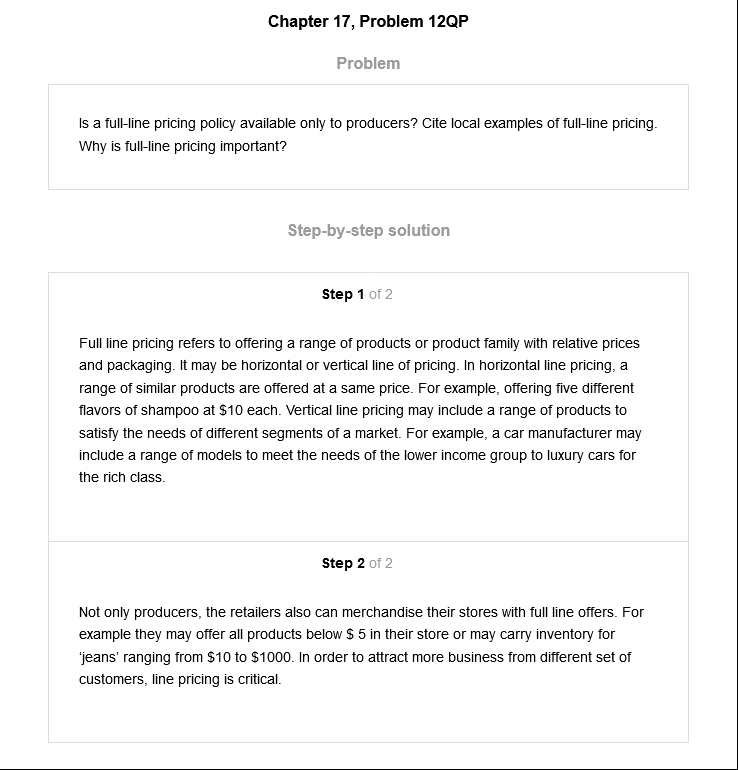 Chapter 17, Problem 12QP
Problem
Is a full-line pricing policy available only to producers? Cite local examples of full-line pricing.
Why is full-line pricing important?
Step-by-step solution
Step 1 of 2
Full line pricing refers to offering a range of products or product family with relative prices
and packaging. It may be horizontal or vertical line of pricing. In horizontal line pricing, a
range of similar products are offered at a same price. For example, offering five different
flavors of shampoo at $10 each. Vertical line pricing may include a range of products to
satisfy the needs of different segments of a market. For example, a car manufacturer may
include a range of models to meet the needs of the lower income group to luxury cars for
the rich class.
Step 2 of 2
Not only producers, the retailers also can merchandise their stores with full line offers. For
example they may offer all products below $ 5 in their store or may carry inventory for
‘jeans’ ranging from $10 to $1000. In order to attract more business from different set of
customers, line pricing is critical.